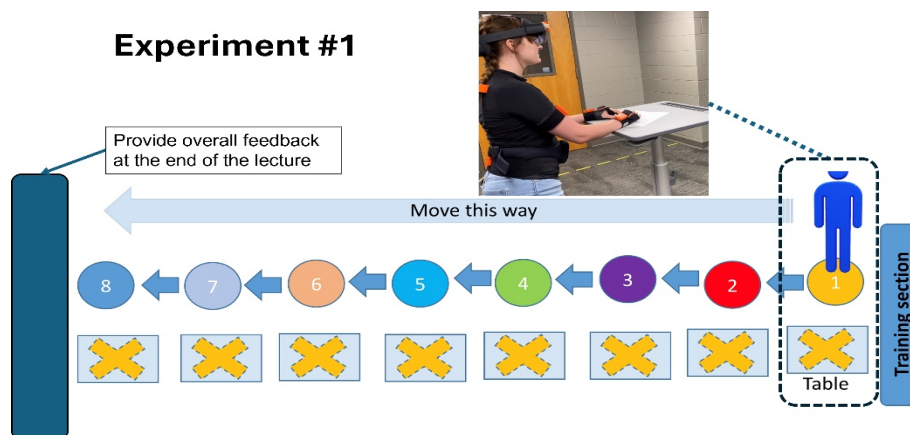 Experiment #1
Provide overall feedback
at the end of the lecture
Move this way
8 7 6 5 4 3 2 1
Table
Training section